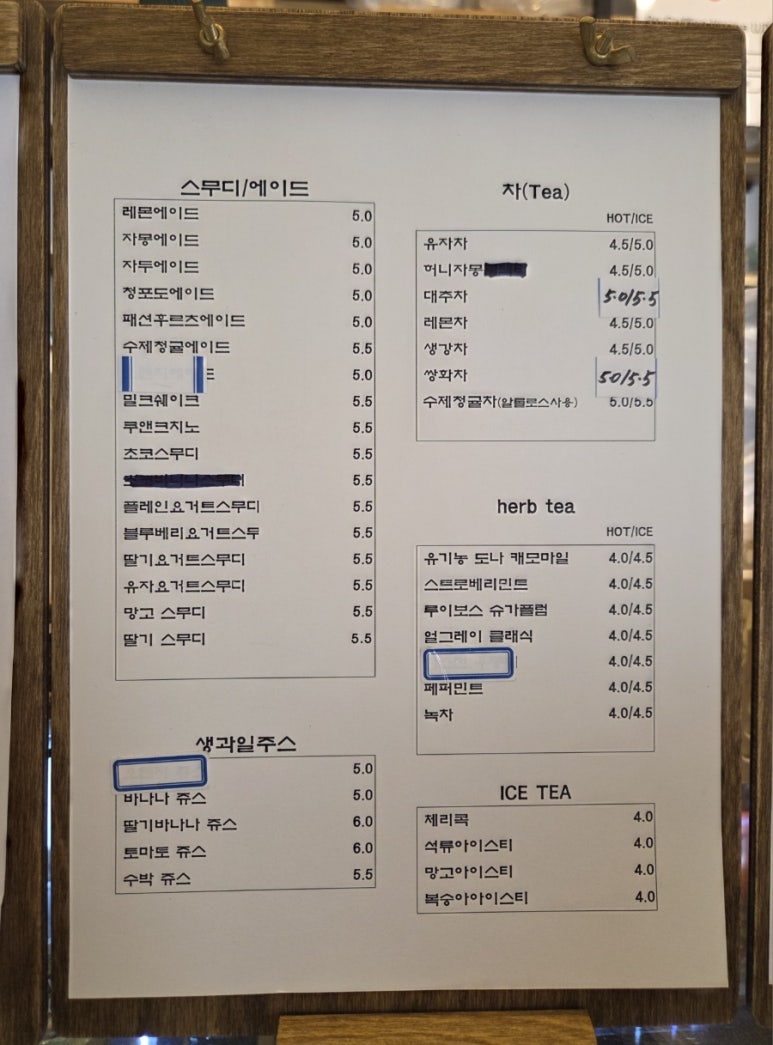 스무디/에이드
레몬에이드 5.0
자몽에이드 5.0
자두에이드 5.0
청포도에이드 5.0
패션후르츠에이드 5.0
수제청귤에이드 5.5
드 5.0
밀크쉐이크 5.5
쿠앤크치노 5.5
초코스무디 5.5
5.5
플레인요거트스무디 5.5
블루베리요거트스무 5.5
딸기요거트스무디 5.5
유자요거트스무디 5.5
망고 스무디 5.5
딸기 스무디 5.5
생과일주스
5.0
바나나 쥬스 5.0
딸기바나나 쥬스 6.0
토마토 쥬스 6.0
수박 쥬스 5.5
차(Tea)
HOT/ICE
유자차 4.5/5.0
허니자몽 4.5/5.0
대추차 5.0/5.5
레몬차 4.5/5.0
생강차 4.5/5.0
쌍화차 5.0/5.5
수제청귤차(알룰로스사용) 5.0/5.5
herb tea
HOT/ICE
유기농 도나 캐모마일 4.0/4.5
스트로베리민트 4.0/4.5
루이보스 슈가플럼 4.0/4.5
얼그레이 클래식 4.0/4.5
4.0/4.5
페퍼민트 4.0/4.5
녹차 4.0/4.5
ICE TEA
체리콕 4.0
석류아이스티 4.0
망고아이스티 4.0
복숭아아이스티 4.0